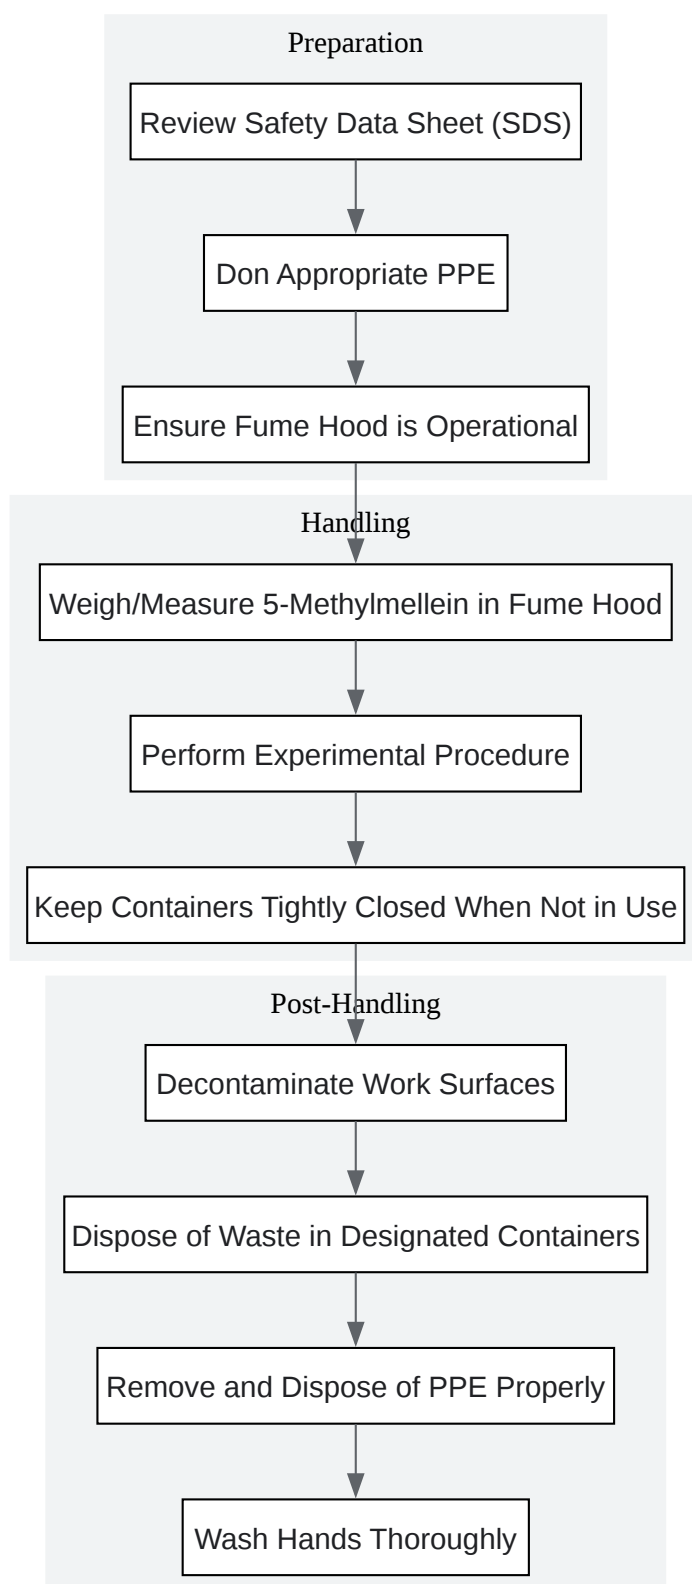 Preparation
Review Safety Data Sheet (SDS)
Don Appropriate PPE
Ensure Fume Hood is Operational
Handling
Weigh/Measure 5-Methylmellein in Fume Hood
Perform Experimental Procedure
Keep Containers Tightly Closed When Not in Use
Post-Handling
Decontaminate Work Surfaces
Dispose of Waste in Designated Containers
Remove and Dispose of PPE Properly
Wash Hands Thoroughly